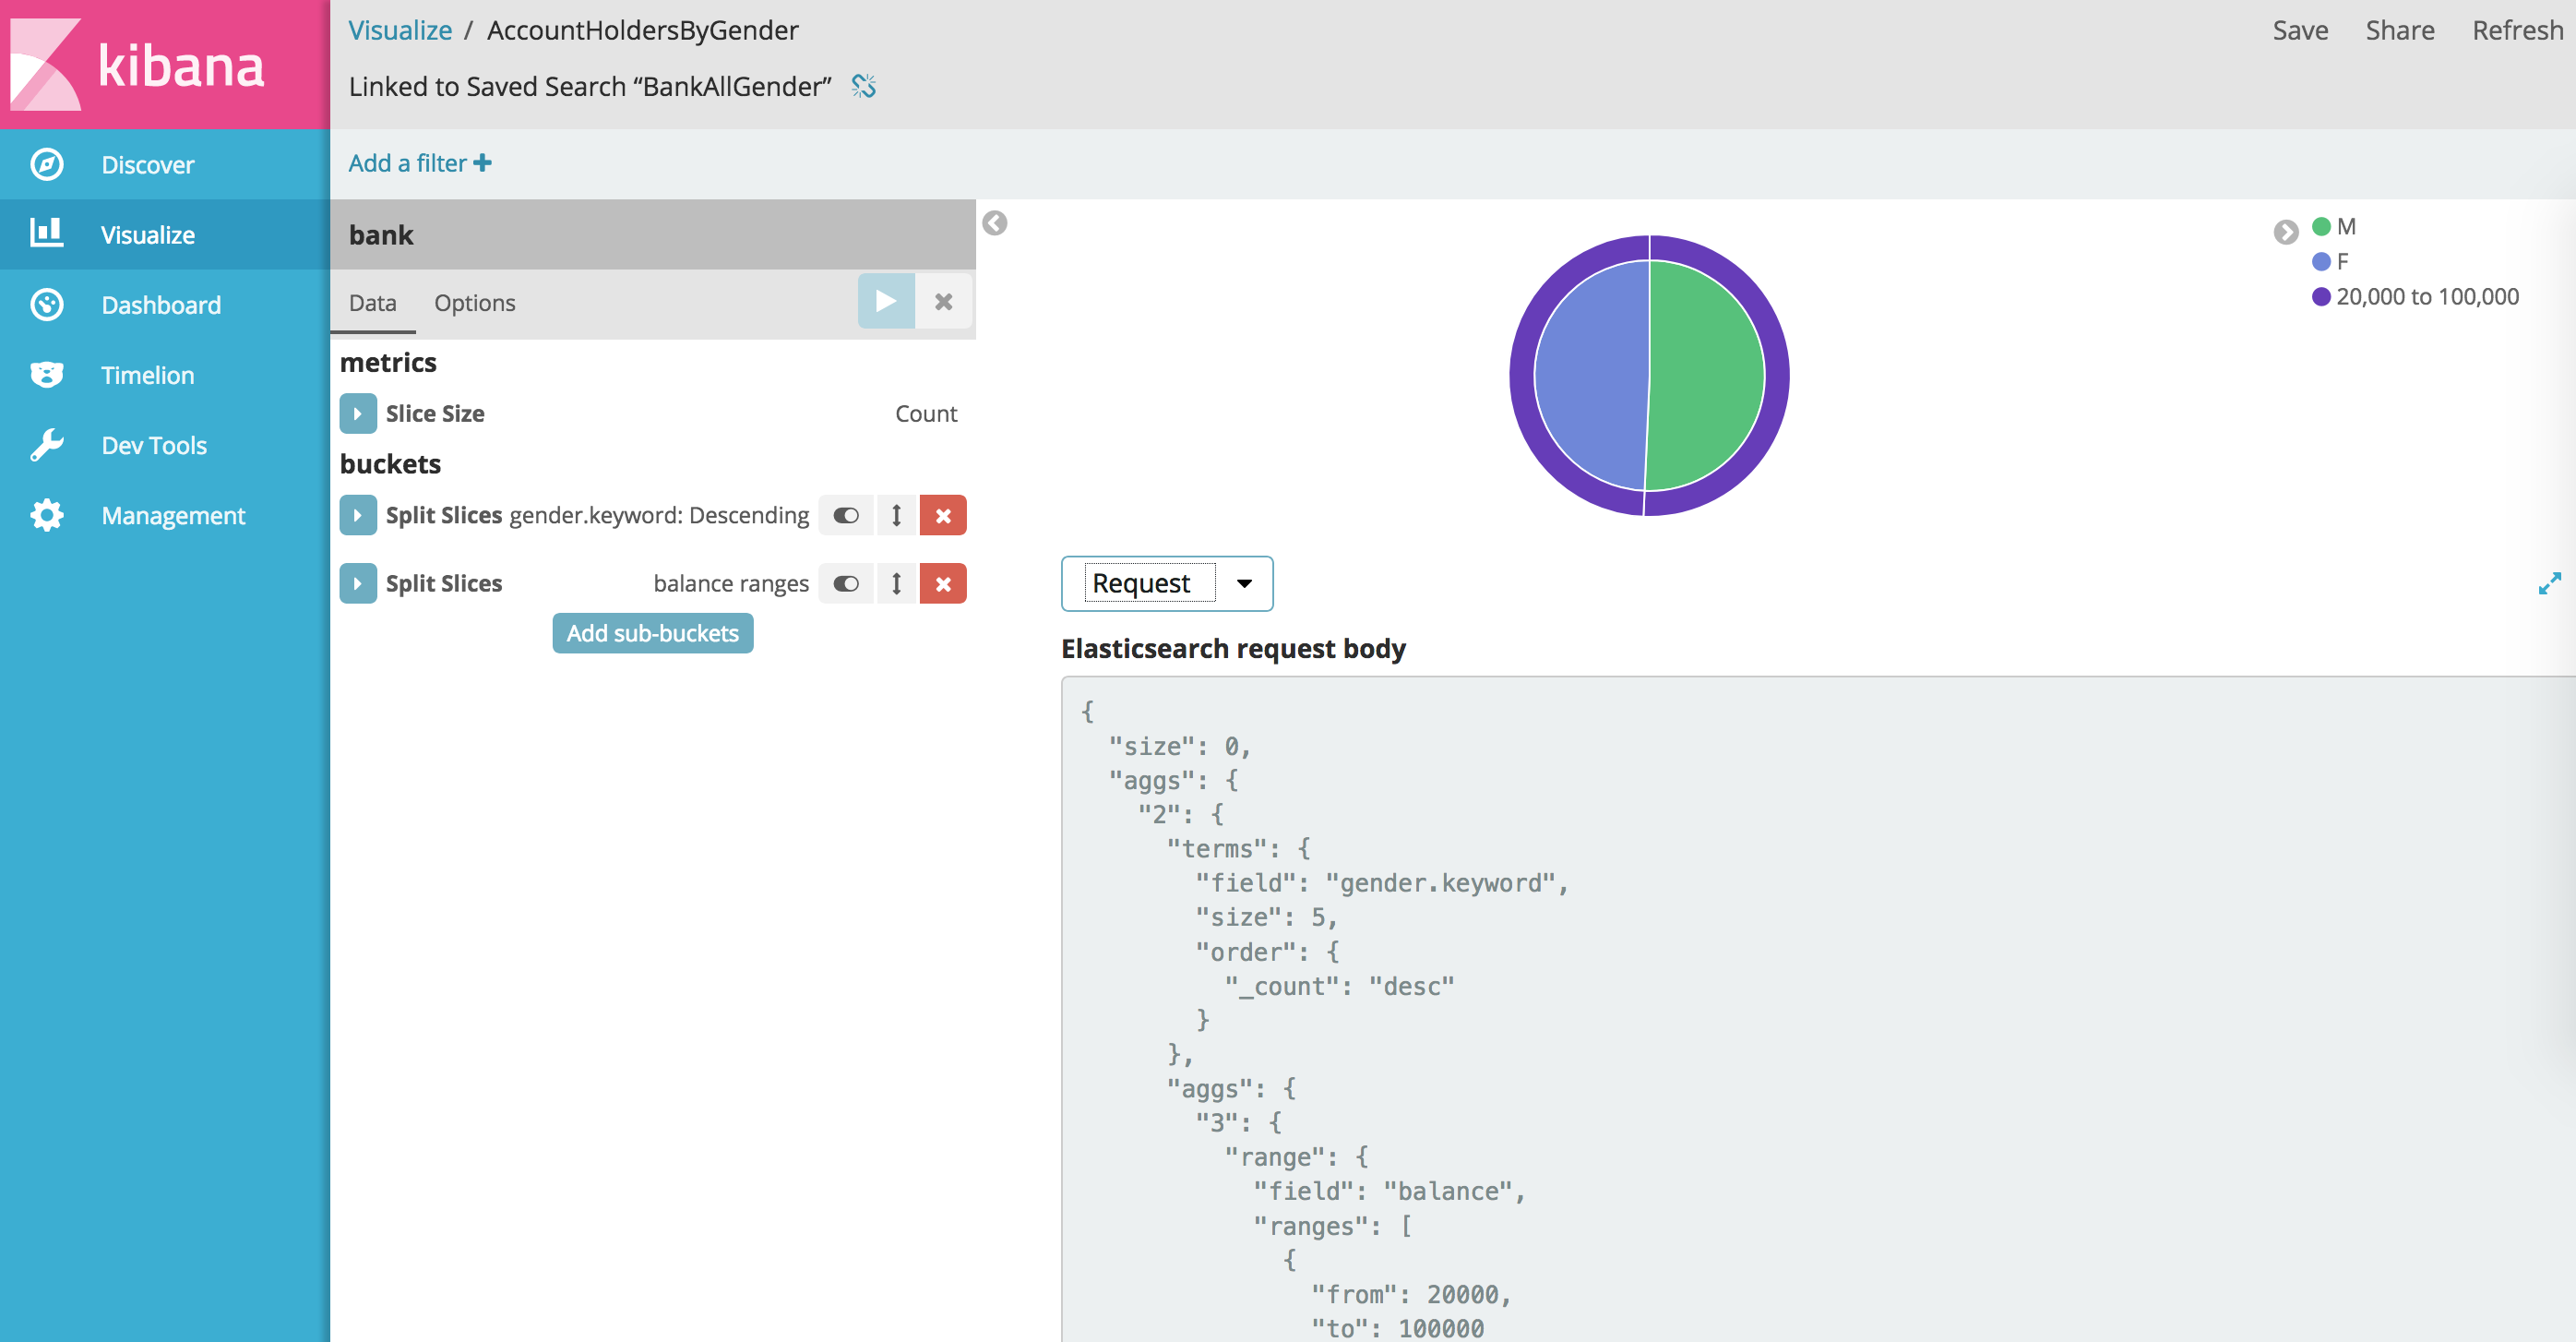 kibana
Discover
Visualize
Dashboard
Timelion
Dev Tools
Management
Visualize / AccountHoldersByGender
Save Share Refresh
Linked to Saved Search “BankAllGender”
Add a filter
bank
Data Options
metrics
Slice Size Count
buckets
Split Slices gender.keyword: Descending
Split Slices balance ranges
Add sub-buckets
M
F
20,000 to 100,000
Request
Elasticsearch request body
{
"size": 0,
"aggs": {
"2": {
"terms": {
"field": "gender.keyword",
"size": 5,
"order": {
"_count": "desc"
}
},
"aggs": {
"3": {
"range": {
"field": "balance",
"ranges": [
{
"from": 20000,
"to": 100000